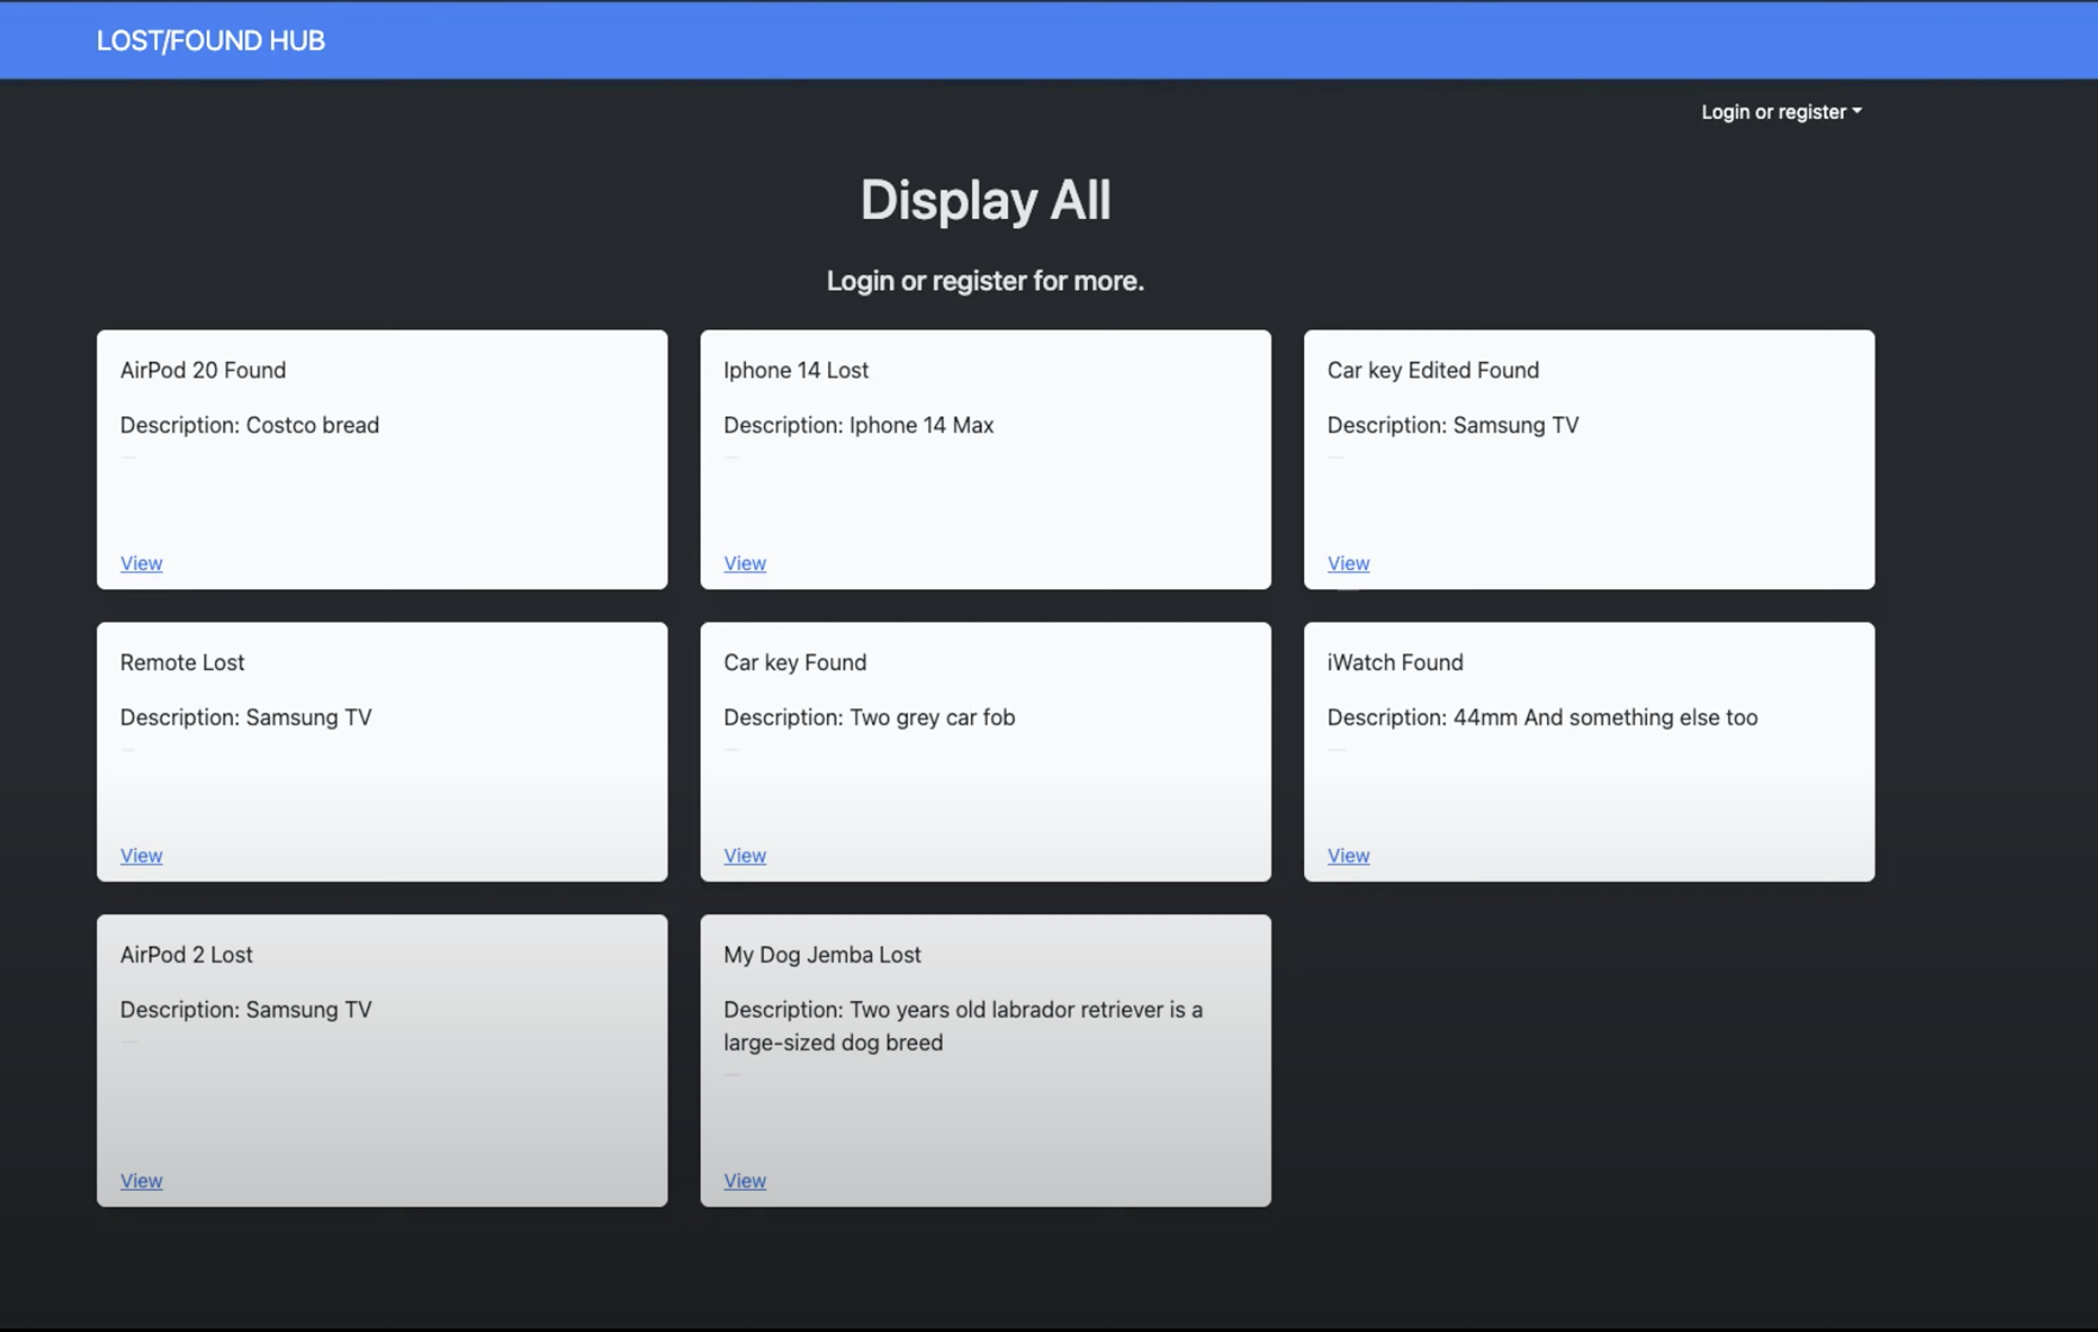 LOST/FOUND HUB
Login or register
Display All
Login or register for more.
AirPod 20 Found
Description: Costco bread
View
Iphone 14 Lost
Description: Iphone 14 Max
View
Car key Edited Found
Description: Samsung TV
View
Remote Lost
Description: Samsung TV
View
Car key Found
Description: Two grey car fob
View
iWatch Found
Description: 44mm And something else too
View
AirPod 2 Lost
Description: Samsung TV
View
My Dog Jemba Lost
Description: Two years old labrador retriever is a
large-sized dog breed
View